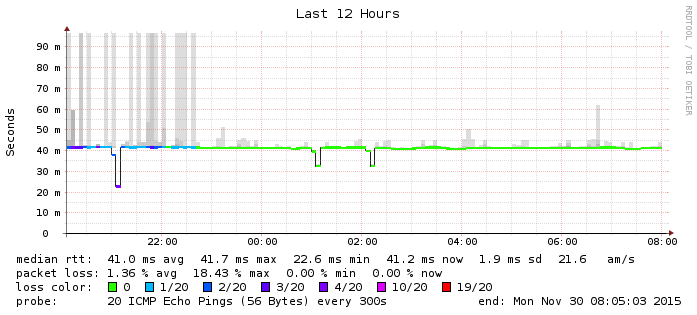 Last 12 Hours
RRDTOOL / TOBI OETIKER
Seconds
90 m
80 m
70 m
60 m
50 m
40 m
30 m
20 m
10 m
0
22:00 00:00 02:00 04:00 06:00 08:00
median rtt: 41.0 ms avg 41.7 ms max 22.6 ms min 41.2 ms now 1.9 ms sd 21.6 am/s
packet loss: 1.36 % avg 18.43 % max 0.00 % min 0.00 % now
loss color: 0 1/20 2/20 3/20 4/20 10/20 19/20
probe: 20 ICMP Echo Pings (56 Bytes) every 300s end: Mon Nov 30 08:05:03 2015